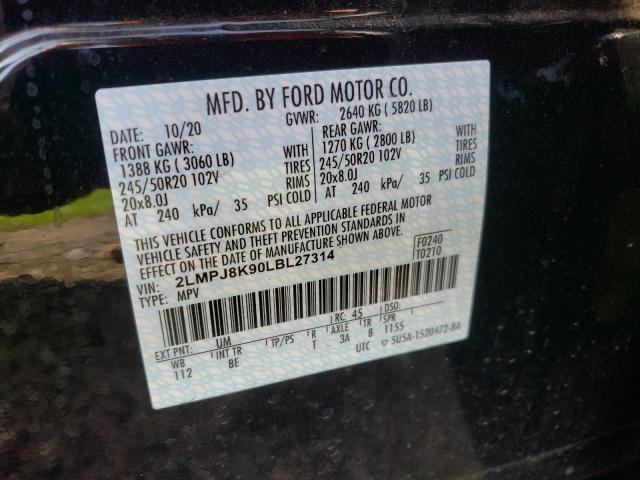 MFD. BY FORD MOTOR CO.
DATE: 10/20 GVWR: 2640 KG ( 5820 LB)
FRONT GAWR: REAR GAWR:
1388 KG ( 3060 LB) WITH 1270 KG ( 2800 LB) WITH
245/50R20 102V TIRES 245/50R20 102V TIRES
20x8.0J RIMS 20x8.0J RIMS
AT 240 kPa/ 35 PSI COLD AT 240 kPa/ 35 PSI COLD
THIS VEHICLE CONFORMS TO ALL APPLICABLE FEDERAL MOTOR
VEHICLE SAFETY AND THEFT PREVENTION STANDARDS IN
EFFECT ON THE DATE OF MANUFACTURE SHOWN ABOVE.
VIN: 2LMPJ8K90LBL27314 F0240
TYPE: MPV T0210
EXT PNT: UM RC: 45 DSO:
WB INT TR TP/PS R AXLE TR SPR
112 BE T 3A 8 1155
UTC 5U5A-1520472-BA